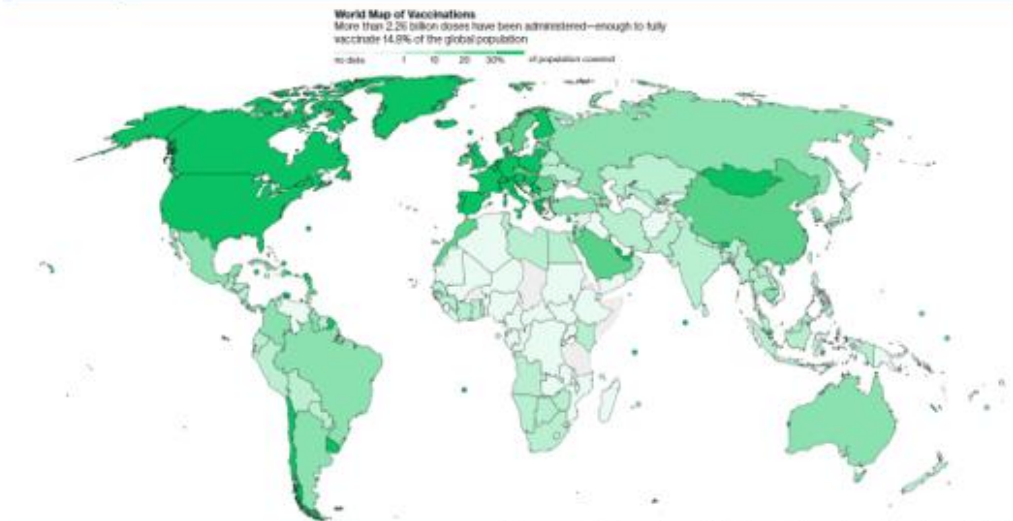 World Map of Vaccinations
More than 2.26 billion doses have been administered—enough to fully
vaccinate 14.8% of the global population
no data 1 10 20 30% of population covered